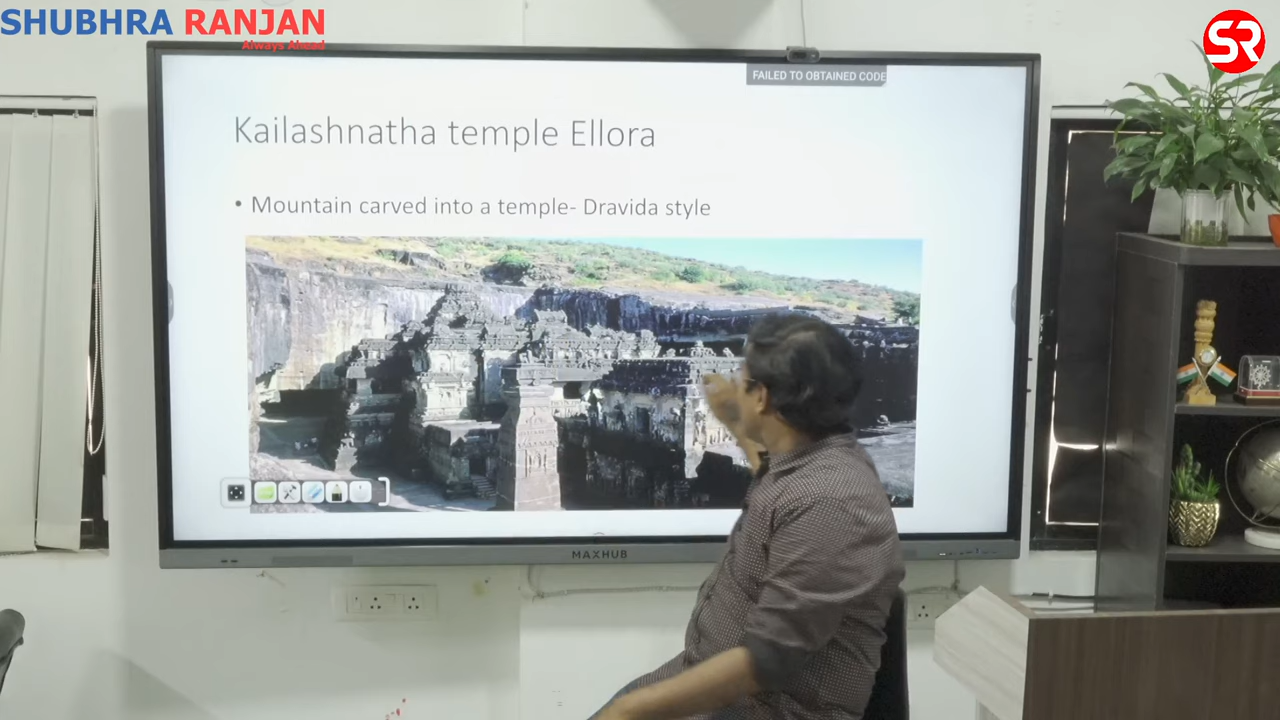 SHUBHRA RANJAN
Always Ahead
SR
FAILED TO OBTAINED CODE
Kailashnatha temple Ellora
• Mountain carved into a temple- Dravida style
MAXHUB